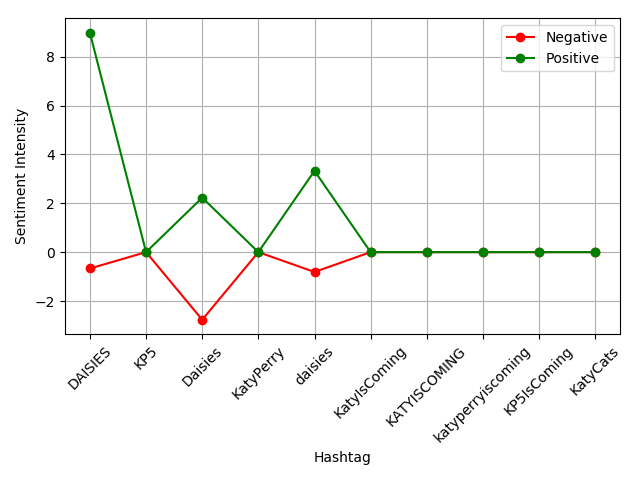 Negative
Positive
8
6
4
2
0
−2
Sentiment Intensity
DAISIES
KP5
Daisies
KatyPerry
daisies
KatyIsComing
KATYISCOMING
katyperryiscoming
KP5IsComing
KatyCats
Hashtag